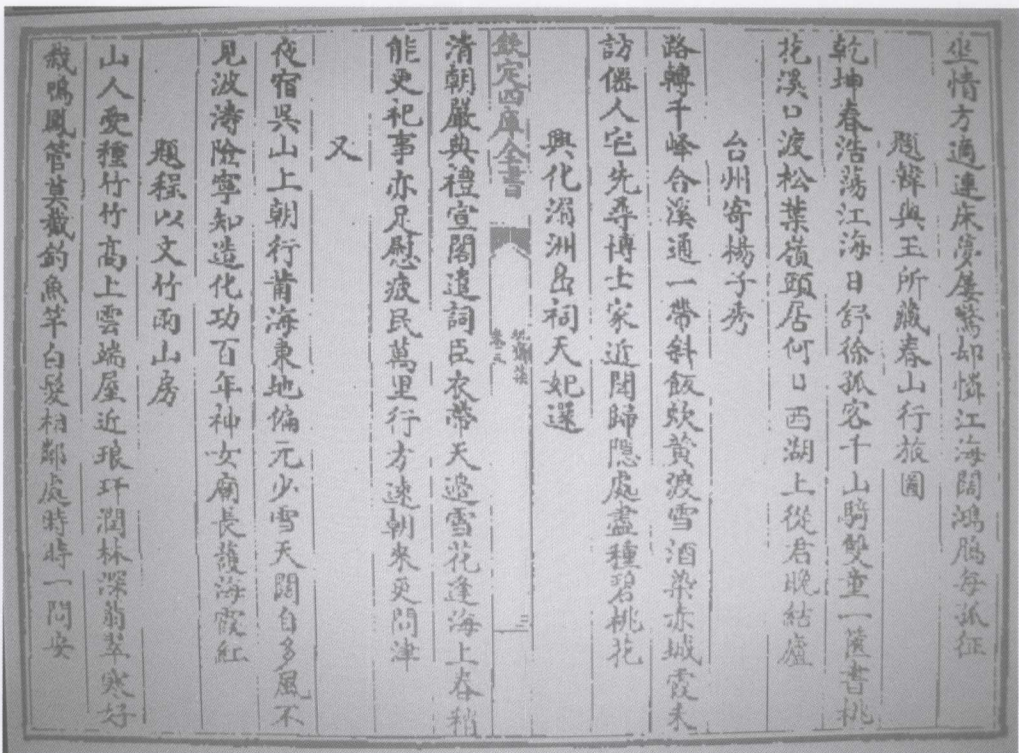 坐情方適連床夢屢驚却憐江海闊鴻鴈每孤征
題韓與玉所藏春山行旅圖
乾坤春浩蕩江海日舒徐孤客千山騎雙童一篋書桃
花溪口渡松葉嶺頭居何日西湖上從君晚結廬
台州寄楊子秀
路轉千峰合溪通一帶斜飯炊黄渡雪酒染赤城霞未
訪僊人宅先尋博士家近聞歸隱處盡種碧桃花
興化湄洲島祠天妃還
欽定四庫全書
玩齋集
卷三
三
清朝嚴典禮宣閣遣詞臣衣帶天邊雪花逢海上春稍
能更祀事亦足慰疲民萬里行方速朝來更問津
又
夜宿吳山上朝行莆海東地偏元少雪天闊自多風不
見波濤險寧知造化功百年神女廟長護海霞紅
題程以文竹雨山房
山人愛種竹竹高上雲端屋近琅玕潤林深翡翠寒好
裁鳴鳳管莫截釣魚竿白髮相鄰處時時一問安